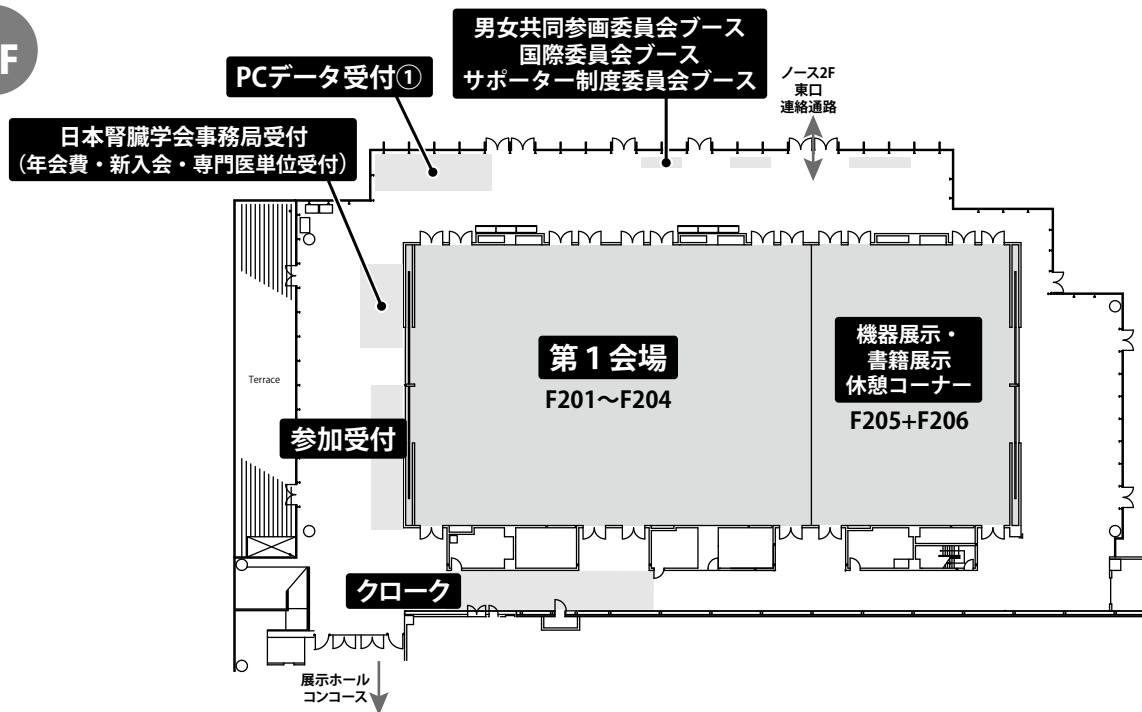 F
男女共同参画委員会ブース
国際委員会ブース
サポーター制度委員会ブース
PCデータ受付①
ノース2F
東口
連絡通路
日本腎臓学会事務局受付
（年会費・新入会・専門医単位受付）
第1会場
F201〜F204
機器展示・
書籍展示
休憩コーナー
F205+F206
Terrace
参加受付
クローク
展示ホール
コンコース